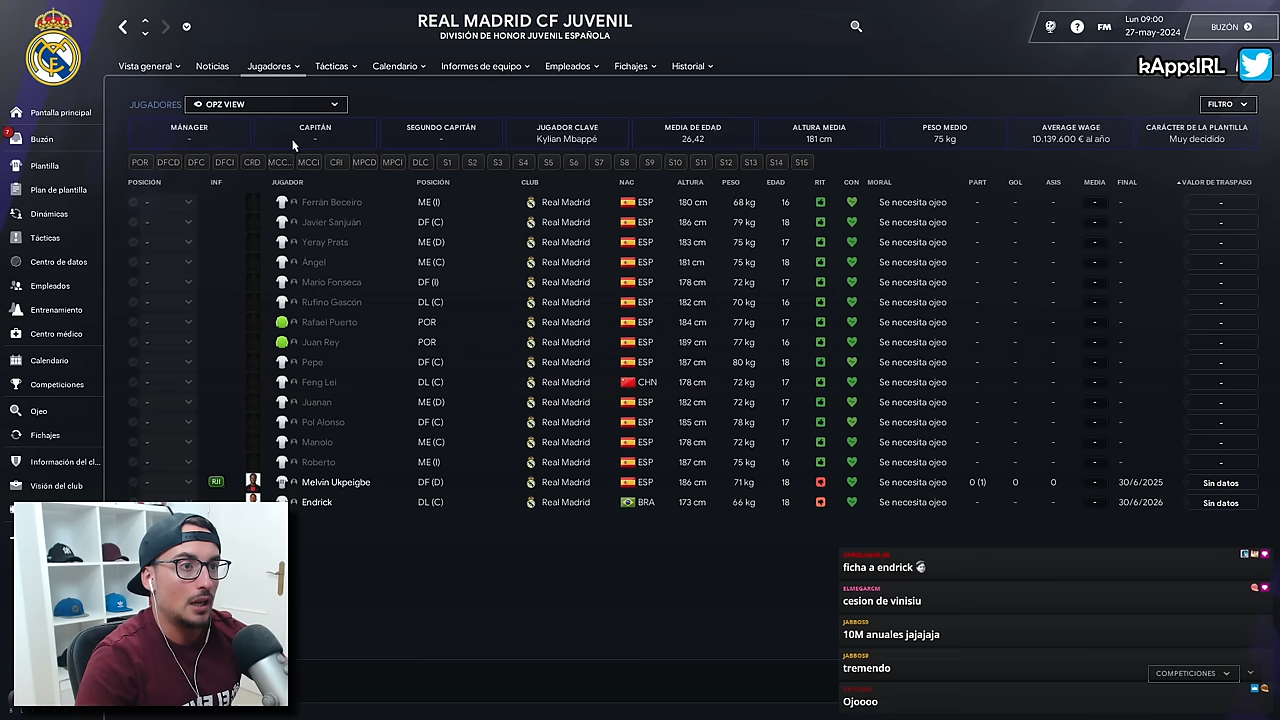 REAL MADRID CF JUVENIL
DIVISIÓN DE HONOR JUVENIL ESPAÑOLA
? FM Lun 09:00
27-may-2024
BUZÓN
Vista general Noticias Jugadores Tácticas Calendario Informes de equipo Empleados Fichajes Historial
kAppsIRL
JUGADORES OPZ VIEW FILTRO
MÁNAGER CAPITÁN SEGUNDO CAPITÁN JUGADOR CLAVE MEDIA DE EDAD ALTURA MEDIA PESO MEDIO AVERAGE WAGE CARÁCTER DE LA PLANTILLA
- - - Kylian Mbappé 26,42 181 cm 75 kg 10.139.600 € al año Muy decidido
POR DFCD DFC DFCI CRD MCC... MCCI CRI MPCD MPCI DLC S1 S2 S3 S4 S5 S6 S7 S8 S9 S10 S11 S12 S13 S14 S15
POSICIÓN INF JUGADOR POSICIÓN CLUB NAC ALTURA PESO EDAD RIT CON MORAL PART GOL ASIS MEDIA FINAL VALOR DE TRASPASO
- Ferrán Beceiro ME (I) Real Madrid ESP 180 cm 68 kg 16 Se necesita ojeo - - - - - -
- Javier Sanjuán DF (C) Real Madrid ESP 186 cm 79 kg 18 Se necesita ojeo - - - - - -
- Yeray Prats ME (D) Real Madrid ESP 183 cm 75 kg 17 Se necesita ojeo - - - - - -
- Ángel ME (C) Real Madrid ESP 181 cm 75 kg 18 Se necesita ojeo - - - - - -
- Mario Fonseca DF (I) Real Madrid ESP 178 cm 72 kg 17 Se necesita ojeo - - - - - -
- Rufino Gascón DL (C) Real Madrid ESP 182 cm 70 kg 16 Se necesita ojeo - - - - - -
- Rafael Puerto POR Real Madrid ESP 184 cm 77 kg 17 Se necesita ojeo - - - - - -
- Juan Rey POR Real Madrid ESP 189 cm 77 kg 16 Se necesita ojeo - - - - - -
- Pepe DF (C) Real Madrid ESP 187 cm 80 kg 18 Se necesita ojeo - - - - - -
- Feng Lei DL (C) Real Madrid CHN 178 cm 72 kg 17 Se necesita ojeo - - - - - -
- Juanan ME (D) Real Madrid ESP 178 cm 72 kg 17 Se necesita ojeo - - - - - -
- Pol Alonso DF (C) Real Madrid ESP 185 cm 78 kg 17 Se necesita ojeo - - - - - -
- Manolo ME (C) Real Madrid ESP 178 cm 72 kg 17 Se necesita ojeo - - - - - -
- Roberto ME (I) Real Madrid ESP 187 cm 75 kg 16 Se necesita ojeo - - - - - -
- RJI Melvin Ukpeigbe DF (D) Real Madrid ESP 186 cm 71 kg 18 Se necesita ojeo 0 (1) 0 0 - 30/6/2025 Sin datos
- Endrick DL (C) Real Madrid BRA 173 cm 66 kg 18 Se necesita ojeo - - - - 30/6/2026 Sin datos
Pantalla principal
7
Buzón
Plantilla
Plan de plantilla
Dinámicas
Tácticas
Centro de datos
Empleados
Entrenamiento
Centro médico
Calendario
Competiciones
Ojeo
Fichajes
Información del cl...
Visión del club
ficha a endrick
ELMEGARCM
cesion de vinisiu
JABBOS9
10M anuales jajajaja
JABBOS9
tremendo
COMPETICIONES
Ojoooo